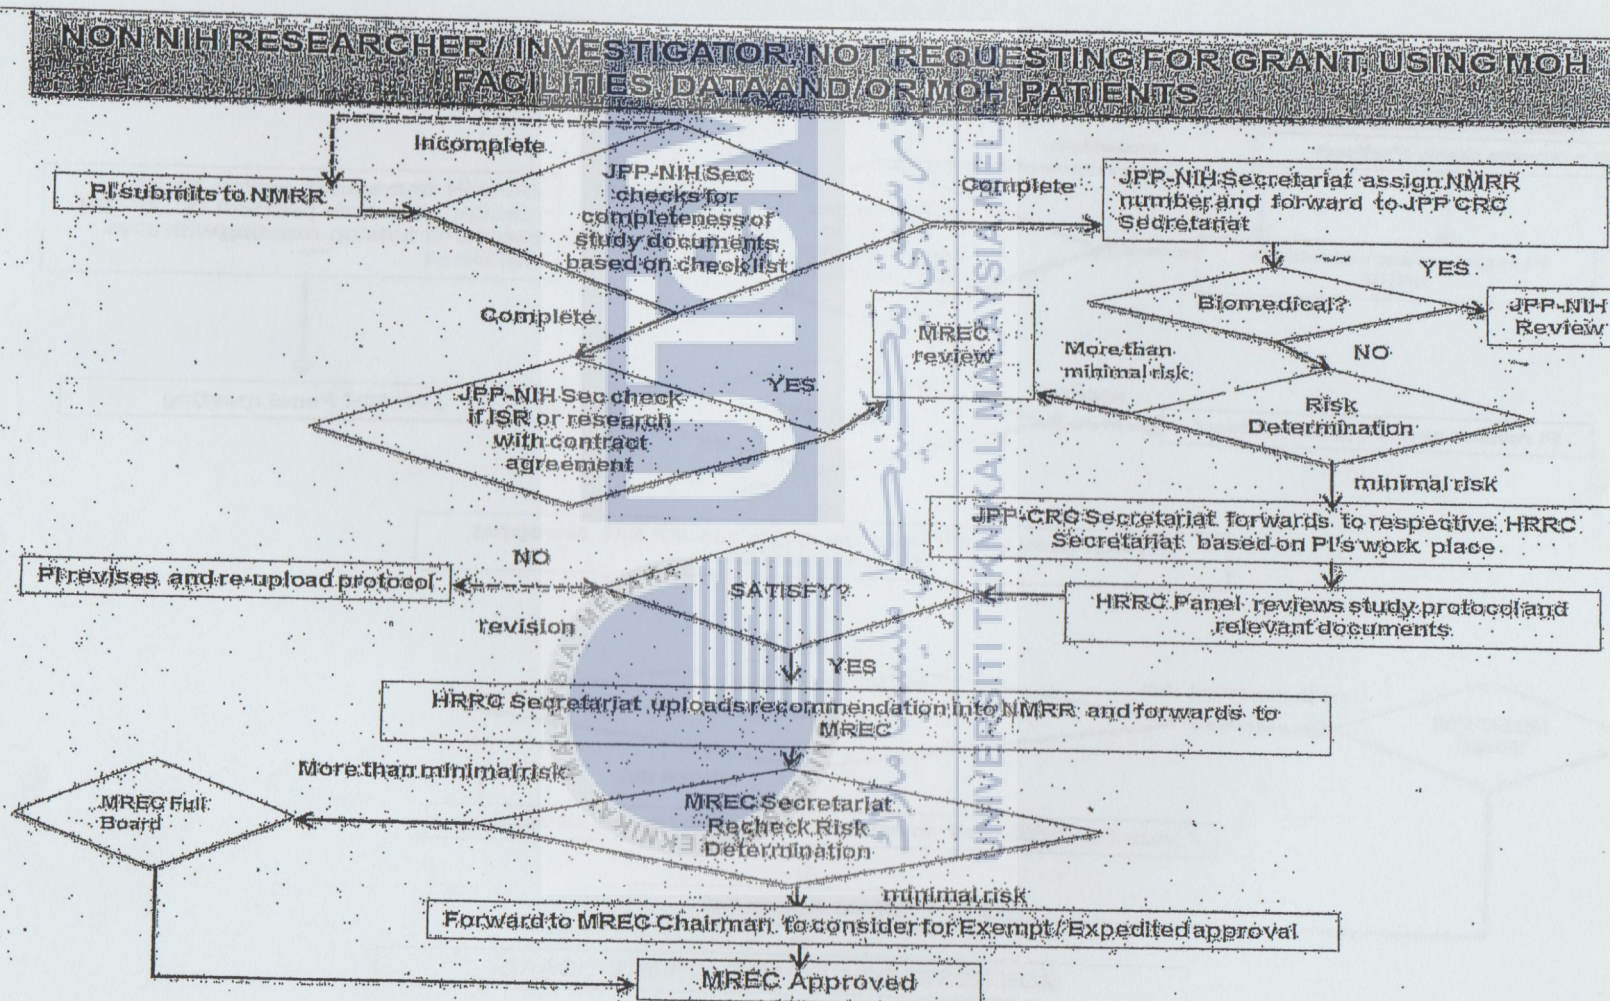 NON NIH RESEARCHER / INVESTIGATOR, NOT REQUESTING FOR GRANT, USING MOH
FACILITIES, DATA AND/OR MOH PATIENTS
Incomplete
PI submits to NMRR
JPP-NIH Sec
checks for
completeness of
study documents
based on checklist
Complete
JPP-NIH Secretariat assign NMRR
number and forward to JPP CRC
Secretariat
YES
Biomedical?
JPP-NIH
Review
Complete
MREC
review
More than
minimal risk
NO
YES
JPP-NIH Sec check
if ISR or research
with contract
agreement
Risk
Determination
minimal risk
JPP-CRC Secretariat forwards to respective HRRC
Secretariat based on PI's work place
NO
PI revises and re-upload protocol
SATISFY?
HRRC Panel reviews study protocol and
relevant documents
revision
YES
HRRC Secretariat uploads recommendation into NMRR and forwards to
MREC
More than minimal risk
MREC Full
Board
MREC Secretariat
Recheck Risk
Determination
minimal risk
Forward to MREC Chairman to consider for Exempt / Expedited approval
MREC Approved
UTeM
UNIVERSITI TEKNIKAL MALAYSIA MEL